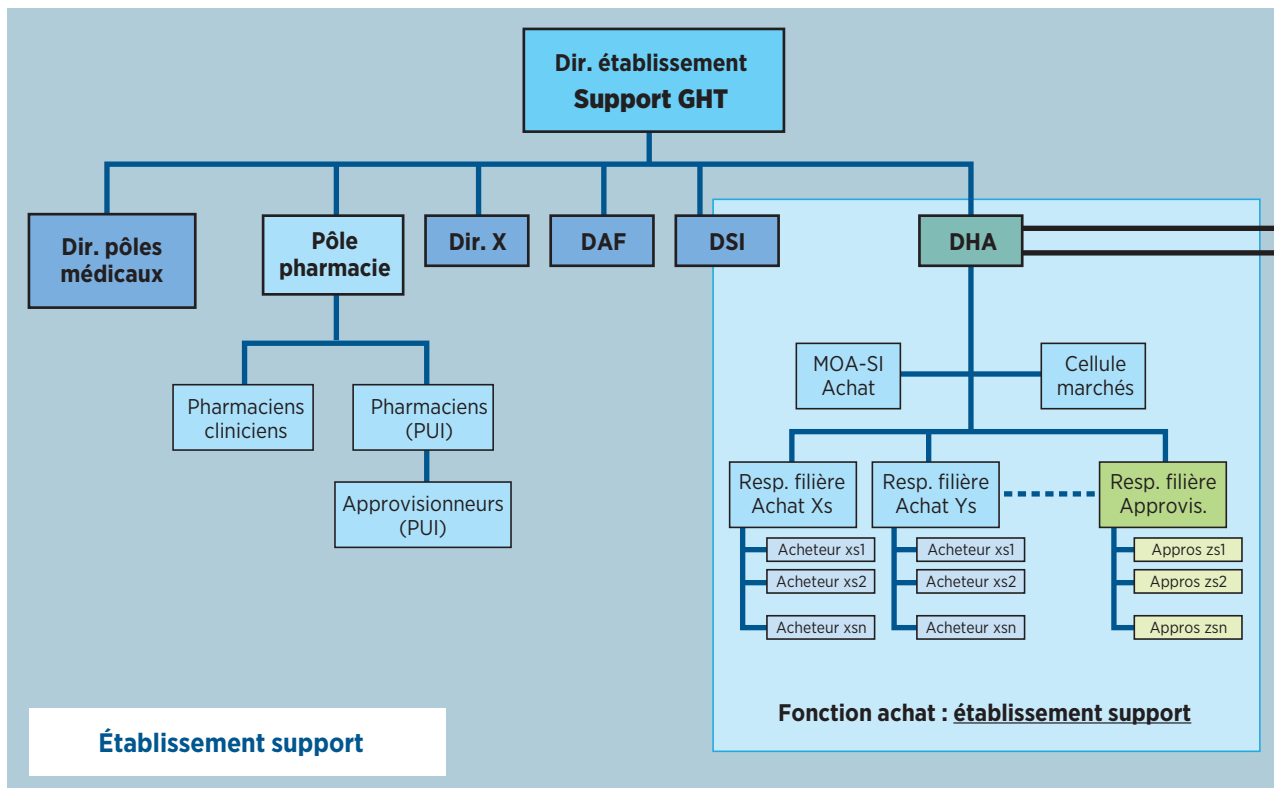 Dir. établissement
Support GHT
Dir. pôles
médicaux
Pôle
pharmacie
Dir. X
DAF
DSI
DHA
MOA-SI
Achat
Cellule
marchés
Pharmaciens
cliniciens
Pharmaciens
(PUI)
Approvisionneurs
(PUI)
Resp. filière
Achat Xs
Acheteur xs1
Acheteur xs2
Acheteur xsn
Resp. filière
Achat Ys
Acheteur xs1
Acheteur xs2
Acheteur xsn
Resp. filière
Approvis.
Appros zs1
Appros zs2
Appros zsn
Fonction achat : établissement support
Établissement support